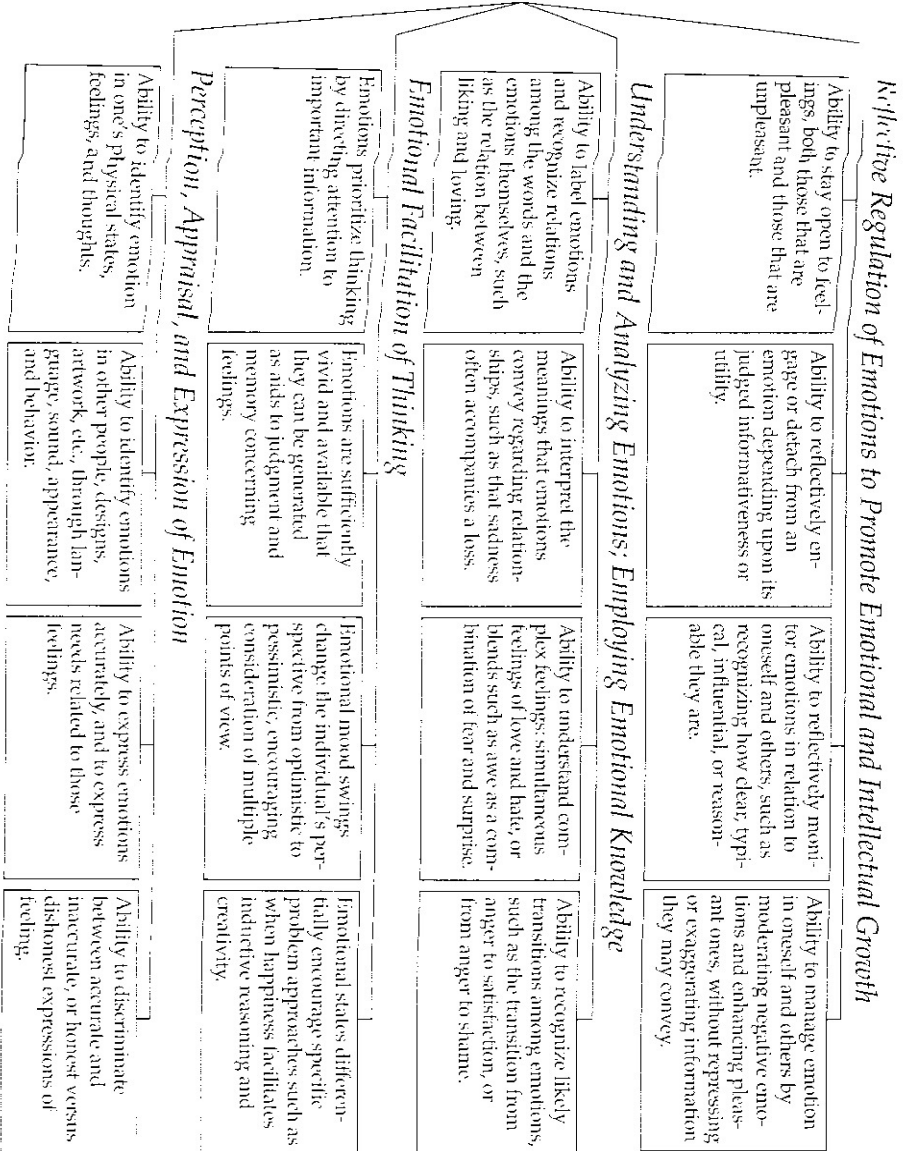 Reflective Regulation of Emotions to Promote Emotional and Intellectual Growth
Ability to stay open to feel-
ings, both those that are
pleasant and those that are
unpleasant.
Ability to reflectively en-
gage or detach from an
emotion depending upon its
judged informativeness or
utility.
Ability to reflectively moni-
tor emotions in relation to
oneself and others, such as
recognizing how clear, typi-
cal, influential, or reason-
able they are.
Ability to manage emotion
in oneself and others by
moderating negative emo-
tions and enhancing pleas-
ant ones, without repressing
or exaggerating information
they may convey.
Understanding and Analyzing Emotions; Employing Emotional Knowledge
Ability to label emotions
and recognize relations
among the words and the
emotions themselves, such
as the relation between
liking and loving.
Ability to interpret the
meanings that emotions
convey regarding relation-
ships, such as that sadness
often accompanies a loss.
Ability to understand com-
plex feelings: simultaneous
feelings of love and hate, or
blends such as awe as a com-
bination of fear and surprise.
Ability to recognize likely
transitions among emotions,
such as the transition from
anger to satisfaction, or
from anger to shame.
Emotional Facilitation of Thinking
Emotions prioritize thinking
by directing attention to
important information.
Emotions are sufficiently
vivid and available that
they can be generated
as aids to judgment and
memory concerning
feelings.
Emotional mood swings
change the individual's per-
spective from optimistic to
pessimistic, encouraging
consideration of multiple
points of view.
Emotional states differen-
tially encourage specific
problem approaches such as
when happiness facilitates
inductive reasoning and
creativity.
Perception, Appraisal, and Expression of Emotion
Ability to identify emotion
in one's physical states,
feelings, and thoughts.
Ability to identify emotions
in other people, designs,
artwork, etc., through lan-
guage, sound, appearance,
and behavior.
Ability to express emotions
accurately, and to express
needs related to those
feelings.
Ability to discriminate
between accurate and
inaccurate, or honest versus
dishonest expressions of
feeling.